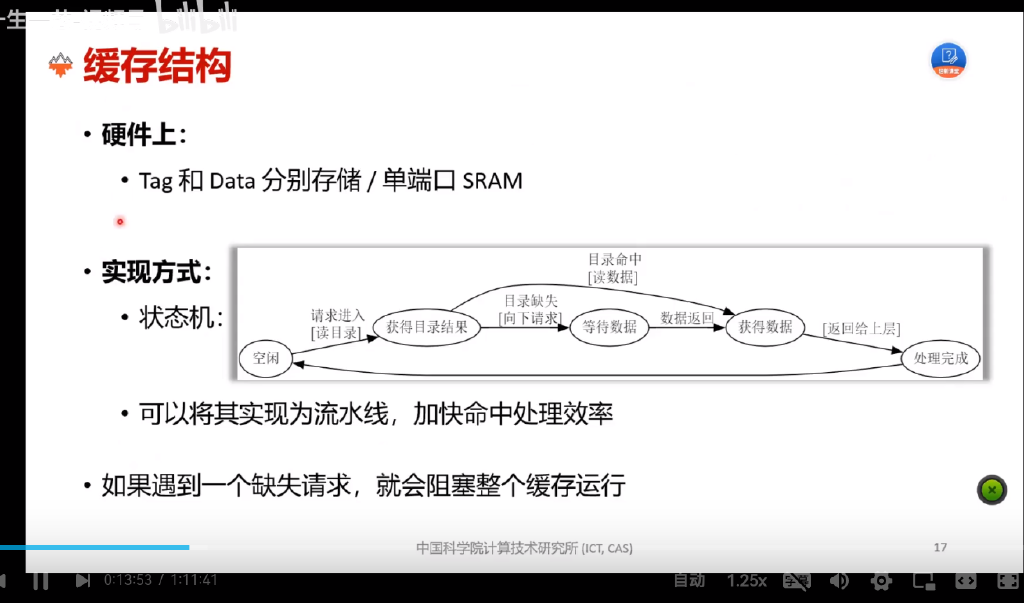 bilibili
缓存结构
• 硬件上：
• Tag 和 Data 分别存储 / 单端口 SRAM
• 实现方式：
• 状态机：
目录命中
[读数据]
目录缺失
[向下请求]
请求进入
[读目录]
获得目录结果
等待数据
数据返回
获得数据
[返回给上层]
空闲
处理完成
• 可以将其实现为流水线，加快命中处理效率
• 如果遇到一个缺失请求，就会阻塞整个缓存运行
中国科学院计算技术研究所 (ICT, CAS)
17
0:13:53 / 1:11:41
自动
1.25x
字幕